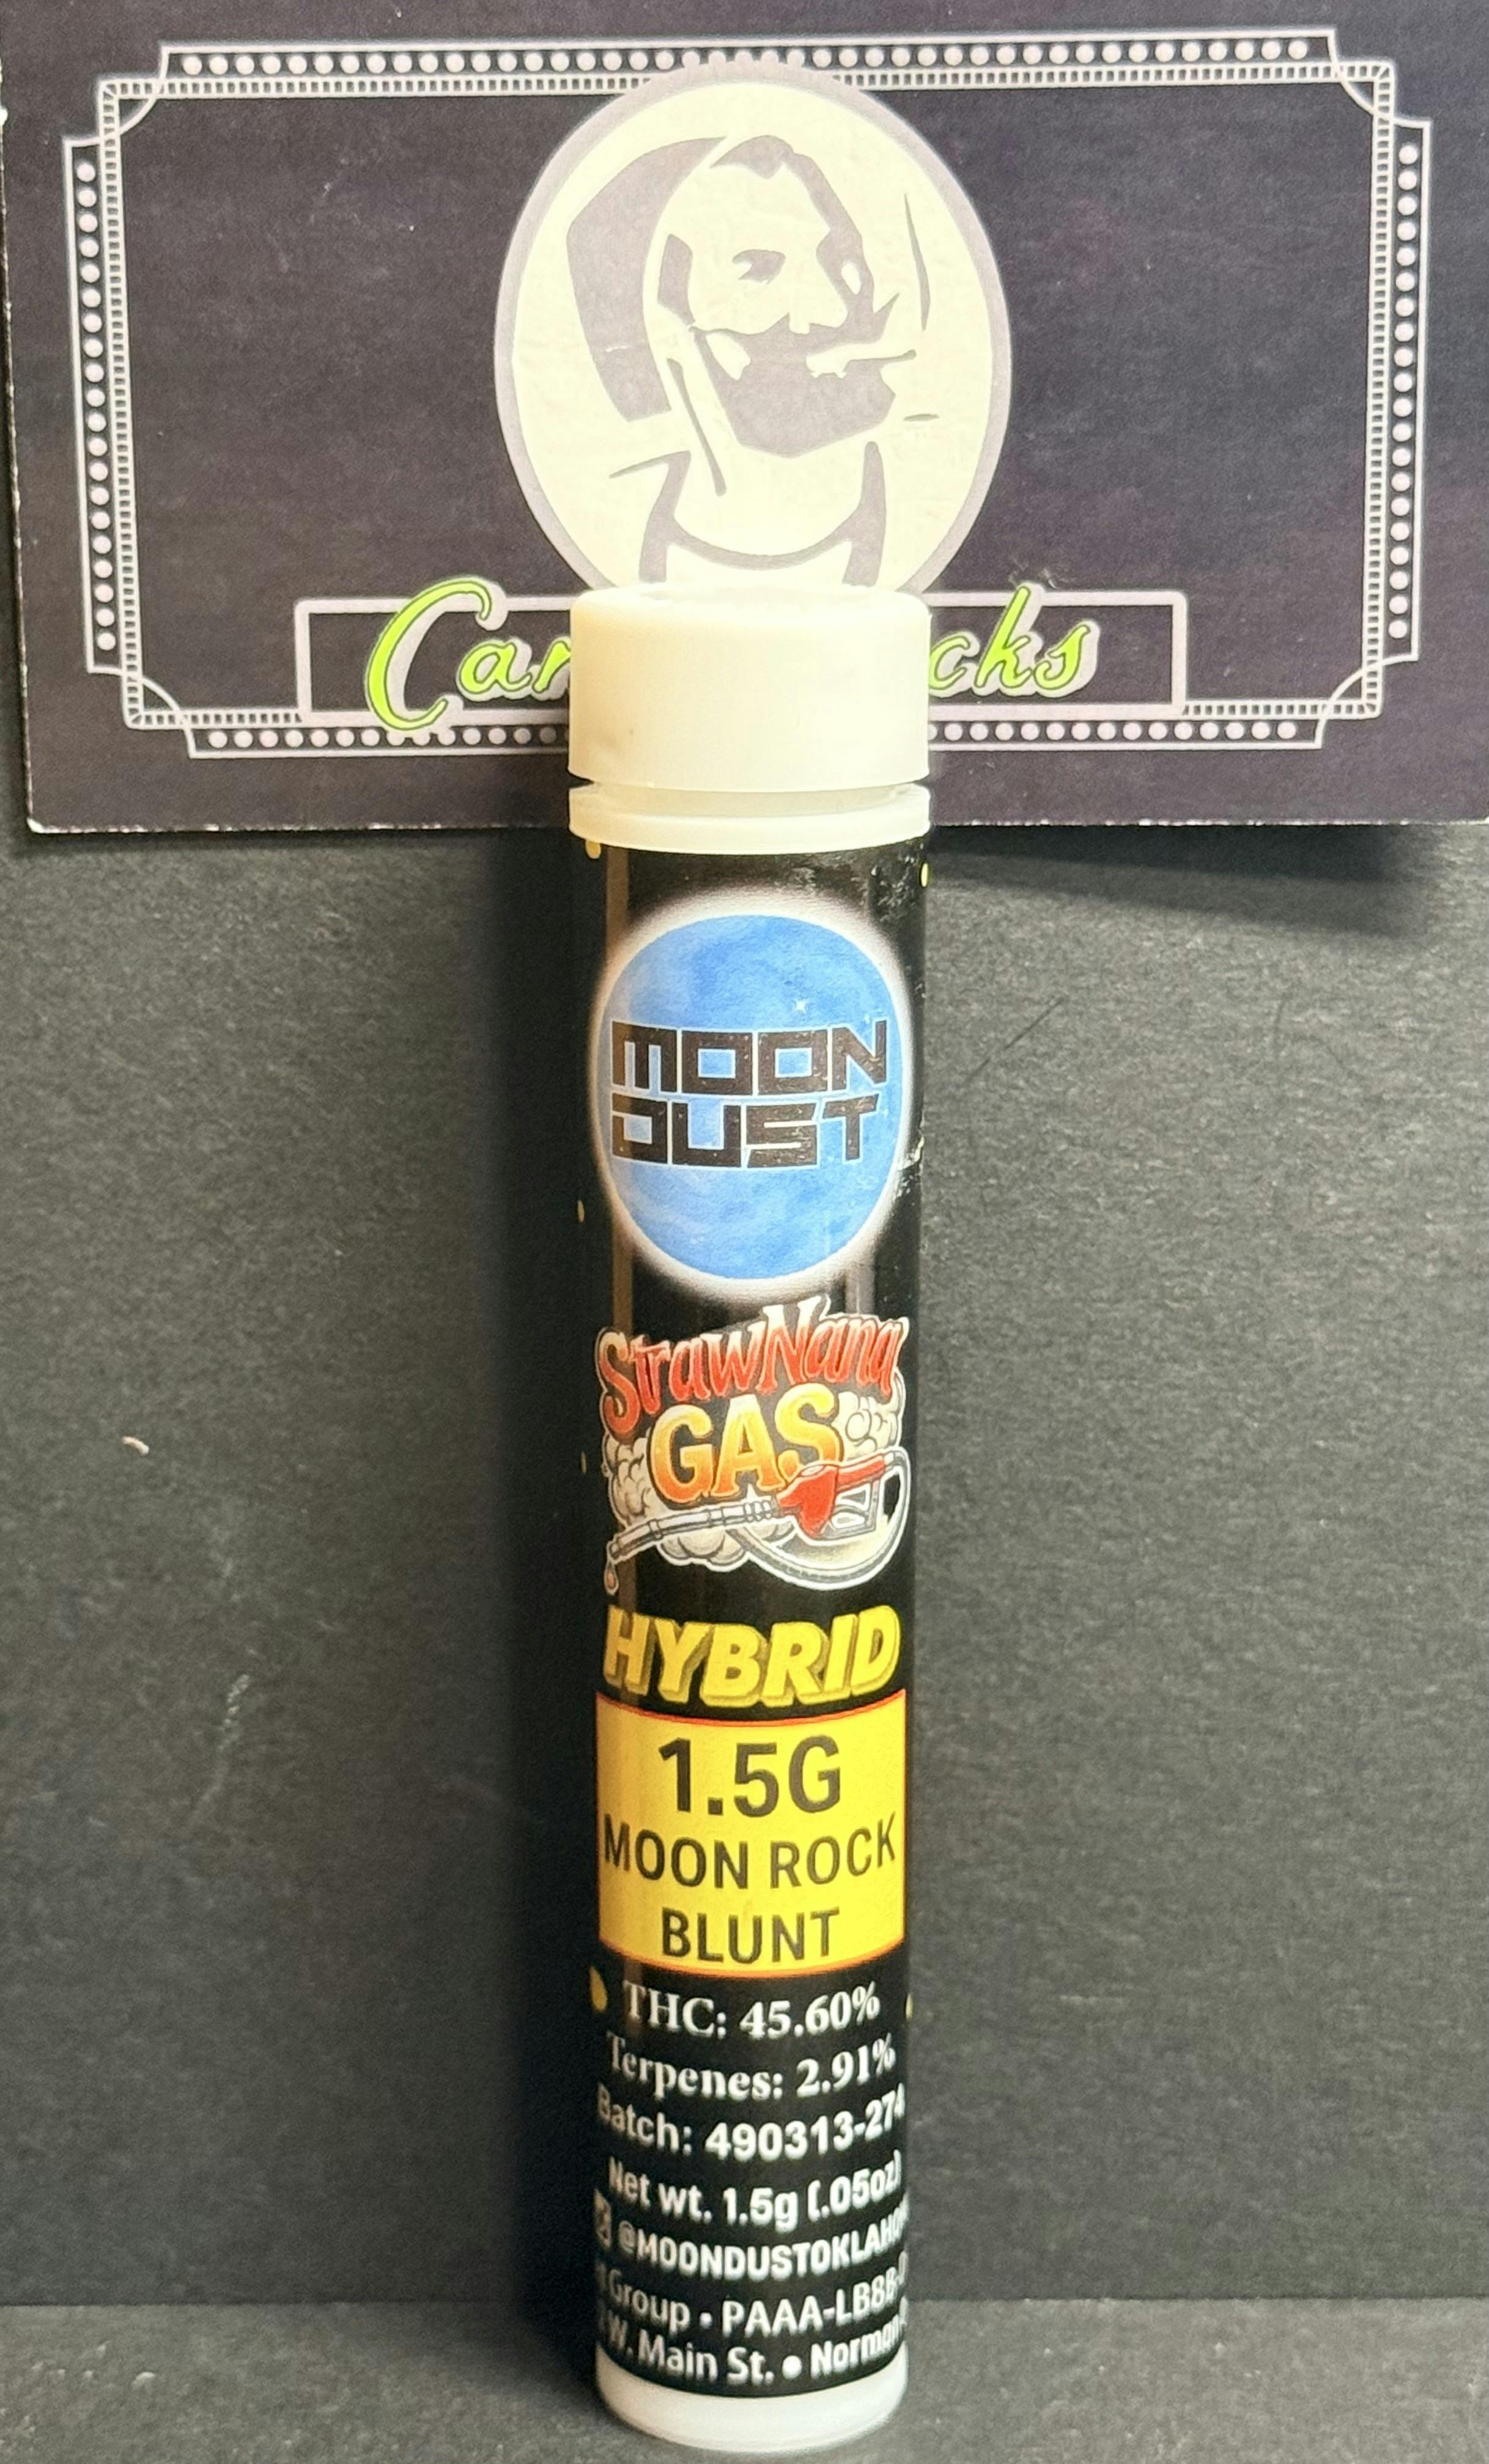 MOON
DUST
StrawNana
GAS
HYBRID
1.5G
MOON ROCK
BLUNT
THC: 45.60%
Terpenes: 2.91%
Batch: 490313-274
Net wt. 1.5g (.05oz)
@MOONDUSTOKLAHO
Group • PAAA-LB8B-
W. Main St. • Norman